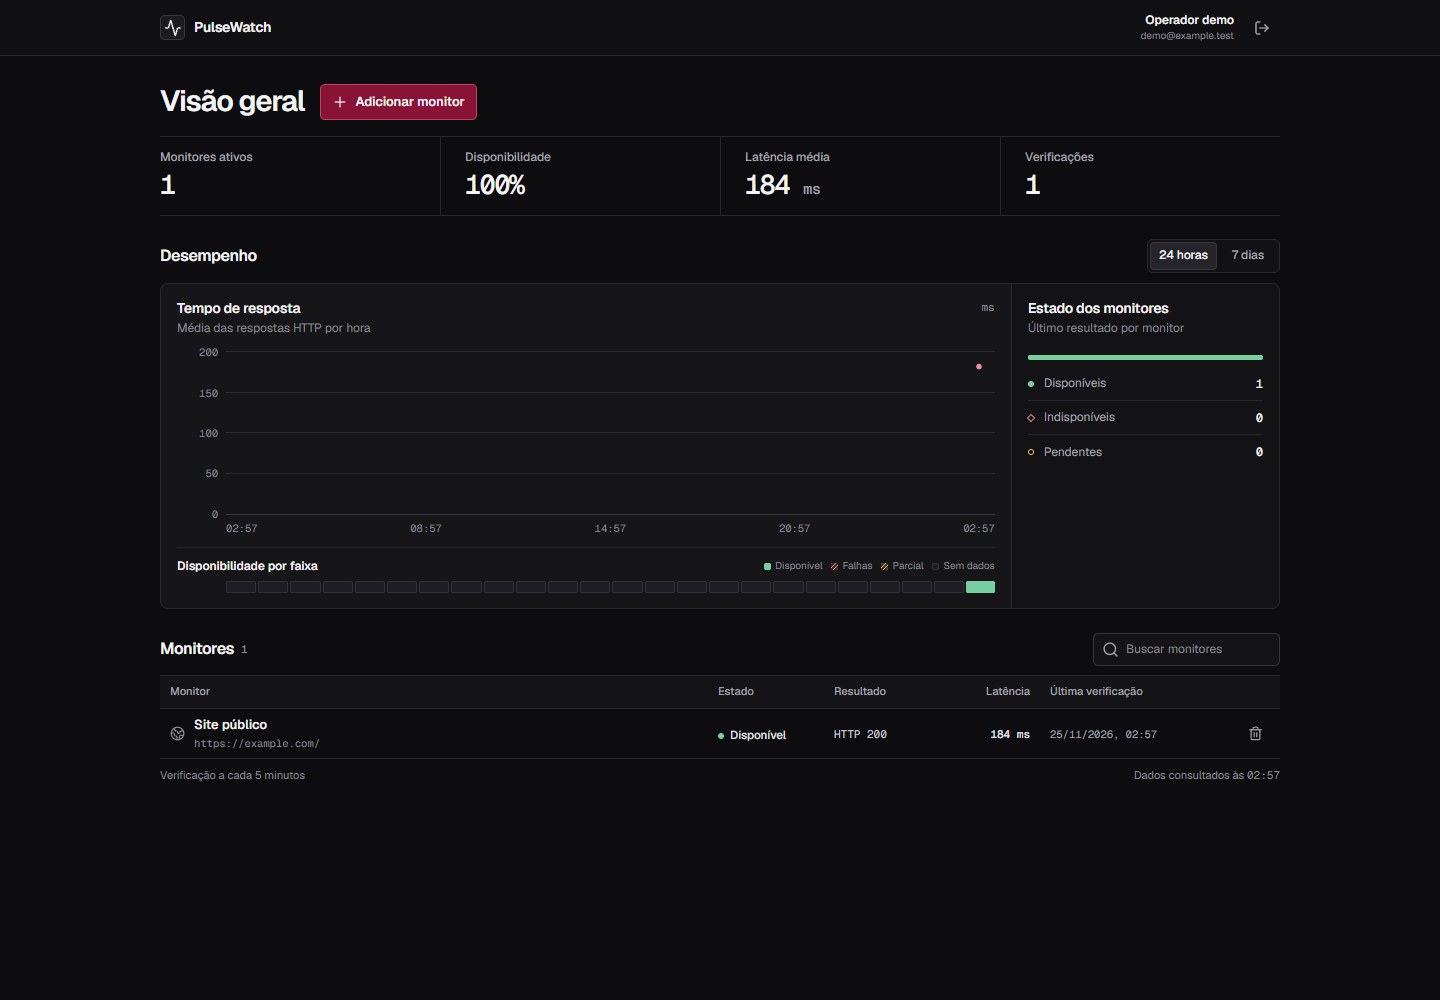 PulseWatch
Operador demo
demo@example.test
Visão geral
Adicionar monitor
Monitores ativos
1
Disponibilidade
100%
Latência média
184 ms
Verificações
1
Desempenho
24 horas
7 dias
Tempo de resposta
ms
Média das respostas HTTP por hora
200
150
100
50
0
02:57
08:57
14:57
20:57
02:57
Disponibilidade por faixa
Disponível
Falhas
Parcial
Sem dados
Estado dos monitores
Último resultado por monitor
Disponíveis 1
Indisponíveis 0
Pendentes 0
Monitores 1
Buscar monitores
Monitor
Estado
Resultado
Latência
Última verificação
Site público
https://example.com/
Disponível
HTTP 200
184 ms
25/11/2026, 02:57
Verificação a cada 5 minutos
Dados consultados às 02:57